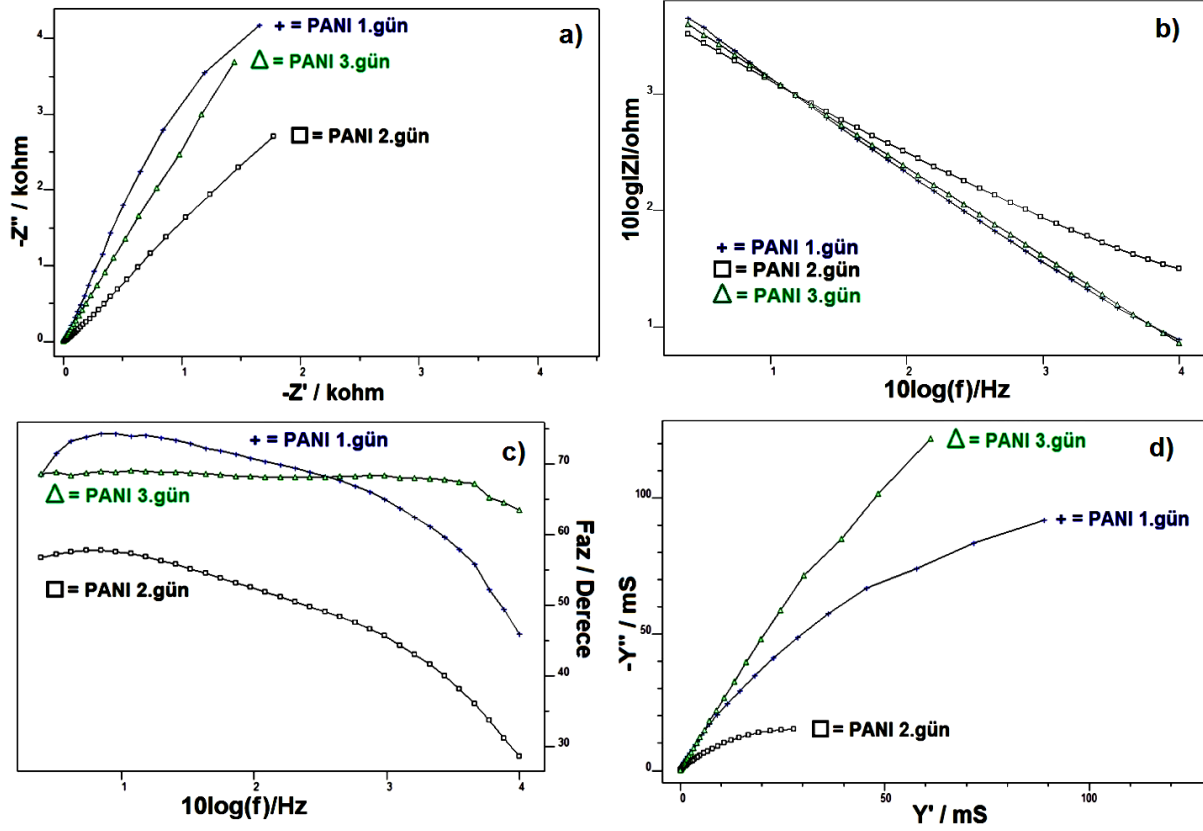 a)
+ = PANI 1.gün
Δ = PANI 3.gün
□ = PANI 2.gün
4
3
2
1
0
-Z'' / kohm
0
1
2
3
4
-Z' / kohm
b)
3
2
1
10log|Z|/ohm
+ = PANI 1.gün
□ = PANI 2.gün
Δ = PANI 3.gün
1
2
3
4
10log(f)/Hz
c)
+ = PANI 1.gün
Δ = PANI 3.gün
□ = PANI 2.gün
70
60
50
40
30
Faz / Derece
1
2
3
4
10log(f)/Hz
d)
Δ = PANI 3.gün
+ = PANI 1.gün
□ = PANI 2.gün
100
50
0
-Y'' / mS
0
50
100
Y' / mS